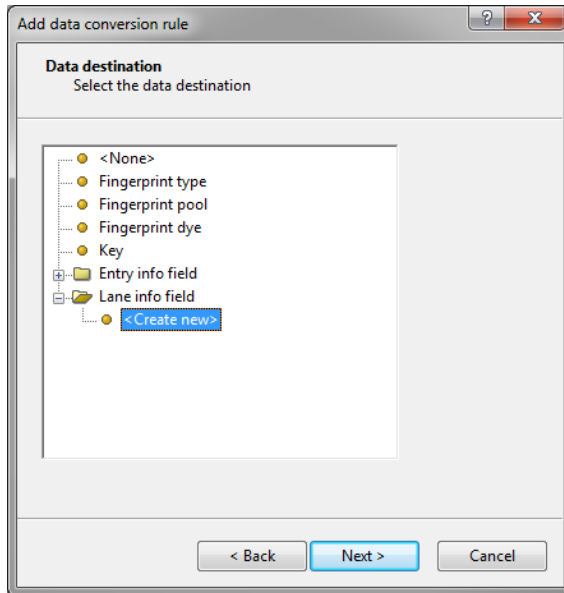 Add data conversion rule
?
Data destination
Select the data destination
<None>
Fingerprint type
Fingerprint pool
Fingerprint dye
Key
Entry info field
Lane info field
<Create new>
< Back
Next >
Cancel